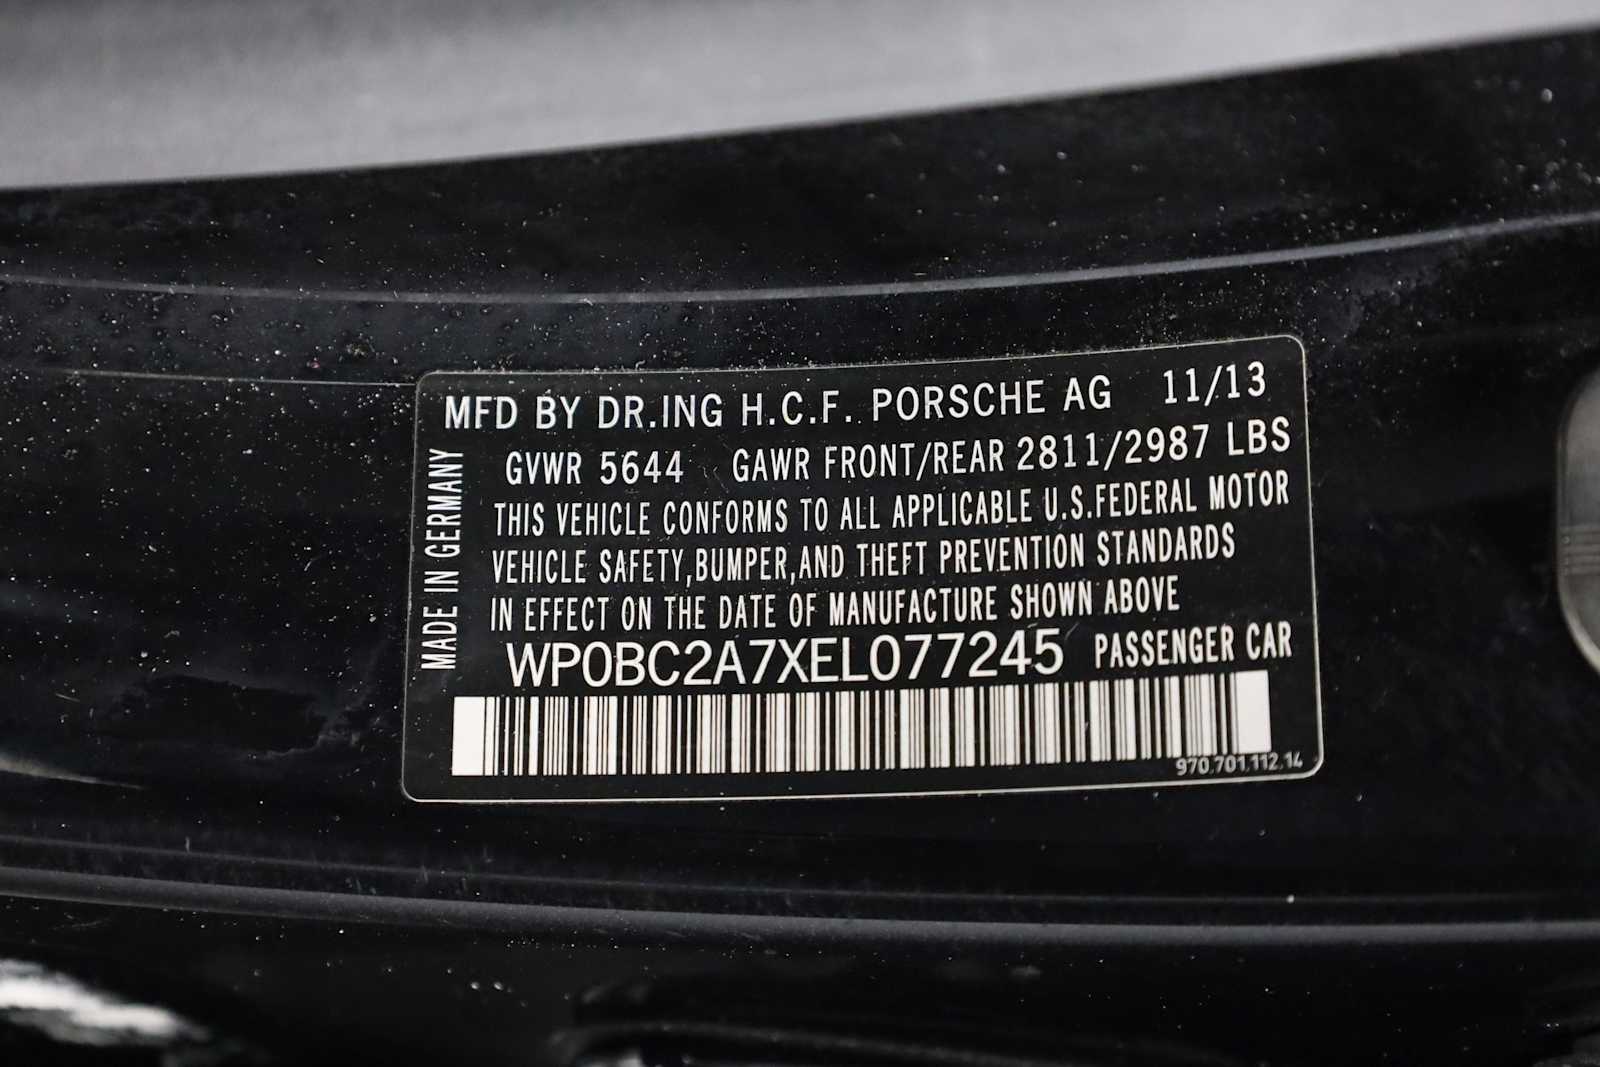 MFD BY DR.ING H.C.F. PORSCHE AG 11/13
GVWR 5644 GAWR FRONT/REAR 2811/2987 LBS
THIS VEHICLE CONFORMS TO ALL APPLICABLE U.S.FEDERAL MOTOR
VEHICLE SAFETY,BUMPER,AND THEFT PREVENTION STANDARDS
IN EFFECT ON THE DATE OF MANUFACTURE SHOWN ABOVE
WP0BC2A7XEL077245 PASSENGER CAR
970.701.112.14
MADE IN GERMANY